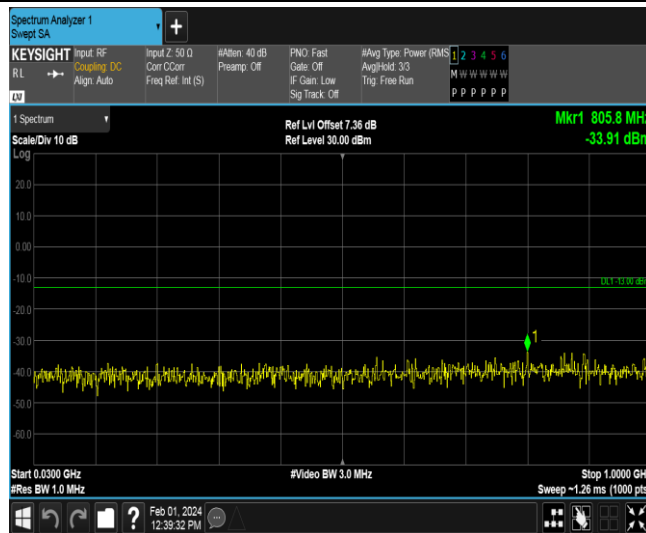 Spectrum Analyzer 1
Swept SA
+
KEYSIGHT
RL
LXI
Input: RF
Coupling: DC
Align: Auto
Input Z: 50 Ω
Corr CCorr
Freq Ref: Int (S)
#Atten: 40 dB
Preamp: Off
PNO: Fast
Gate: Off
IF Gain: Low
Sig Track: Off
#Avg Type: Power (RMS
Avg|Hold: 3/3
Trig: Free Run
1 2 3 4 5 6
M W W W W W
P P P P P P
1 Spectrum
Scale/Div 10 dB
Log
Ref Lvl Offset 7.36 dB
Ref Level 30.00 dBm
Mkr1 805.8 MHz
-33.91 dBm
20.0
10.0
0.00
-10.0
DL1 -13.00 dBm
-20.0
-30.0
1
-40.0
-50.0
-60.0
Start 0.0300 GHz
#Res BW 1.0 MHz
#Video BW 3.0 MHz
Stop 1.0000 GHz
Sweep ~1.26 ms (1000 pts)
?
Feb 01, 2024
12:39:32 PM